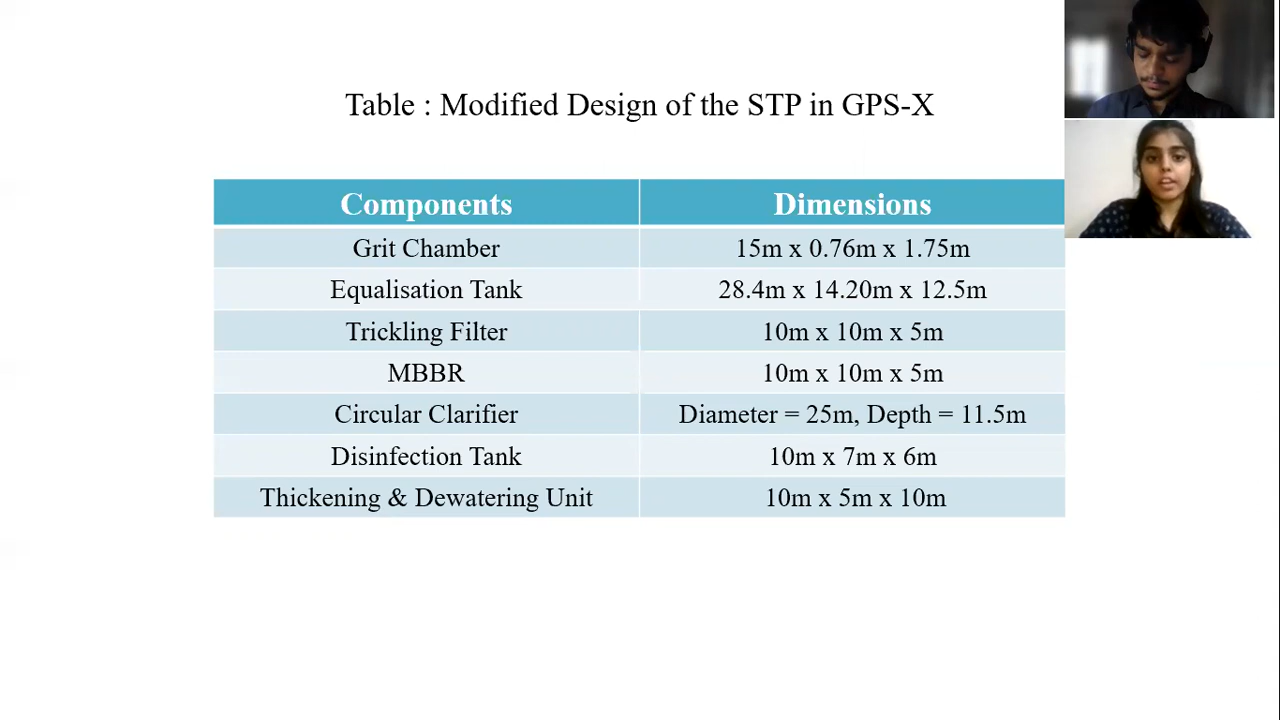 Table : Modified Design of the STP in GPS-X
Components Dimensions
Grit Chamber 15m x 0.76m x 1.75m
Equalisation Tank 28.4m x 14.20m x 12.5m
Trickling Filter 10m x 10m x 5m
MBBR 10m x 10m x 5m
Circular Clarifier Diameter = 25m, Depth = 11.5m
Disinfection Tank 10m x 7m x 6m
Thickening & Dewatering Unit 10m x 5m x 10m